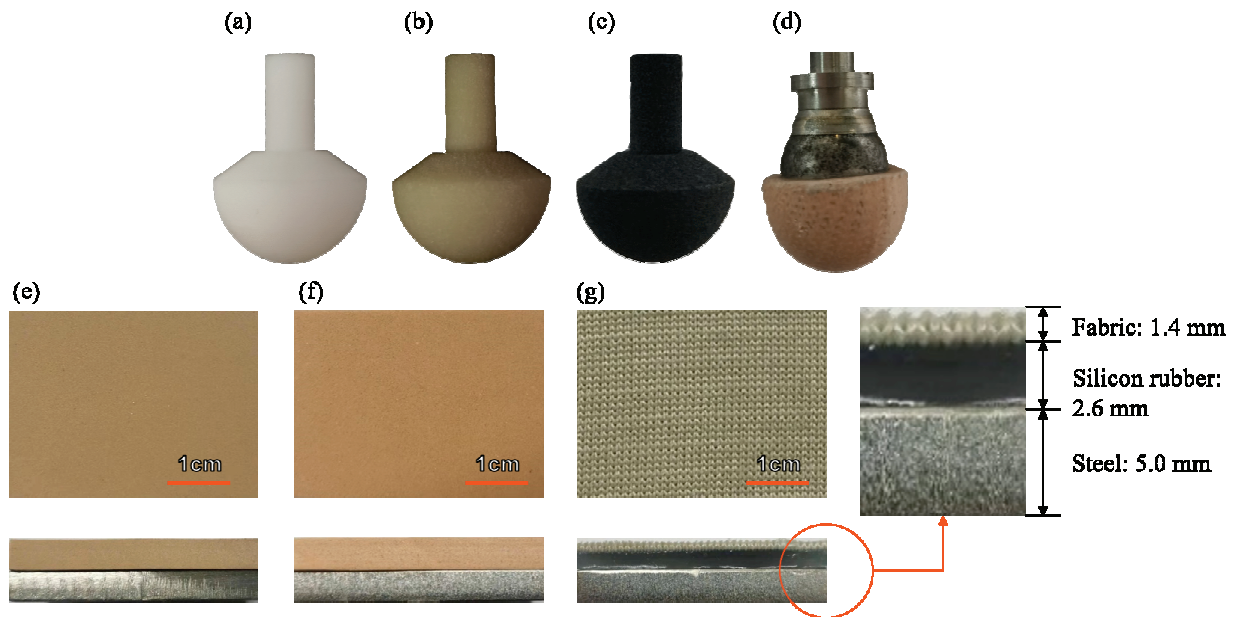 (a)
(b)
(c)
(d)
(e)
(f)
(g)
Fabric: 1.4 mm
Silicon rubber:
2.6 mm
Steel: 5.0 mm
1cm
1cm
1cm